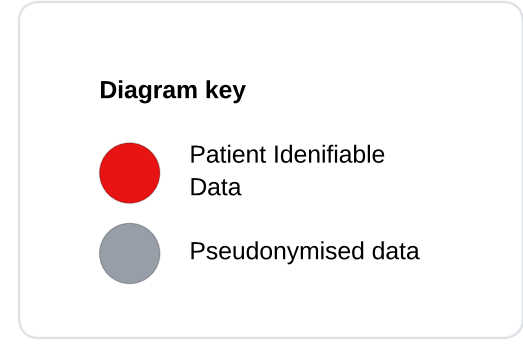 Diagram key
Patient Idenifiable
Data
Pseudonymised data